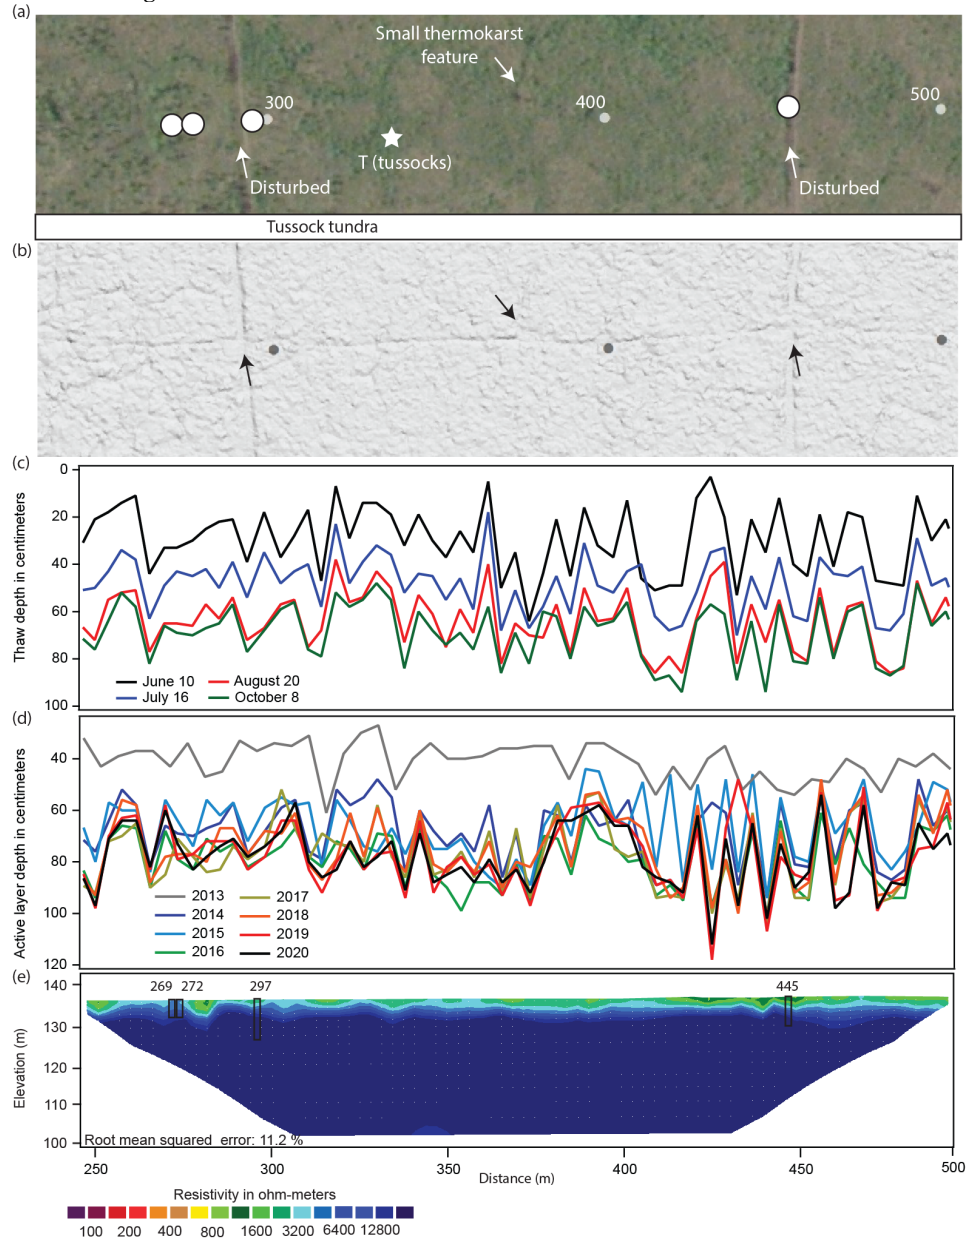 (a)
Small thermokarst
feature
300
400
500
T (tussocks)
Disturbed
Disturbed
Tussock tundra
(b)
(c)
0
20
40
60
80
100
Thaw depth in centimeters
June 10
August 20
July 16
October 8
(d)
40
60
80
100
120
Active layer depth in centimeters
2013
2017
2014
2018
2015
2019
2016
2020
(e)
140
130
120
110
100
Elevation (m)
269 272
297
445
Root mean squared error: 11.2 %
250
300
350
400
450
500
Distance (m)
Resistivity in ohm-meters
100 200 400 800 1600 3200 6400 12800